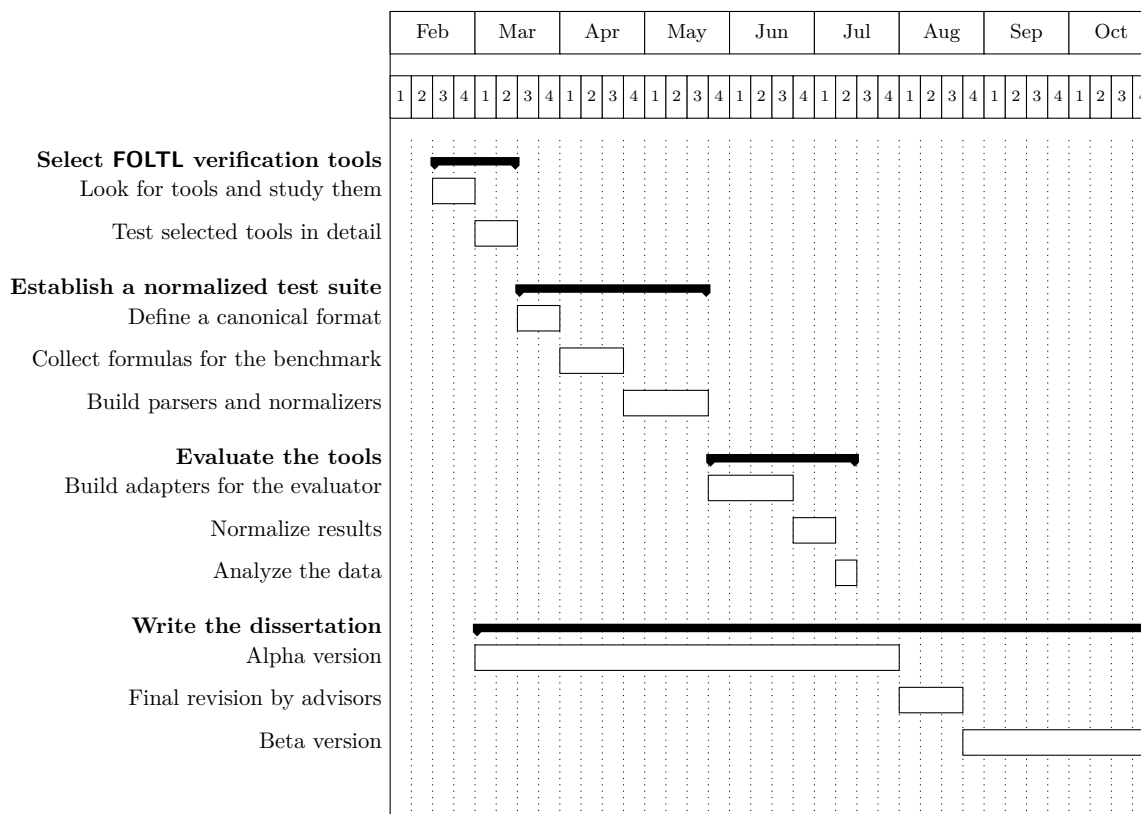 Feb Mar Apr May Jun Jul Aug Sep Oct
1 2 3 4 1 2 3 4 1 2 3 4 1 2 3 4 1 2 3 4 1 2 3 4 1 2 3 4 1 2 3 4 1 2 3 4
Select FOLTL verification tools
Look for tools and study them
Test selected tools in detail
Establish a normalized test suite
Define a canonical format
Collect formulas for the benchmark
Build parsers and normalizers
Evaluate the tools
Build adapters for the evaluator
Normalize results
Analyze the data
Write the dissertation
Alpha version
Final revision by advisors
Beta version